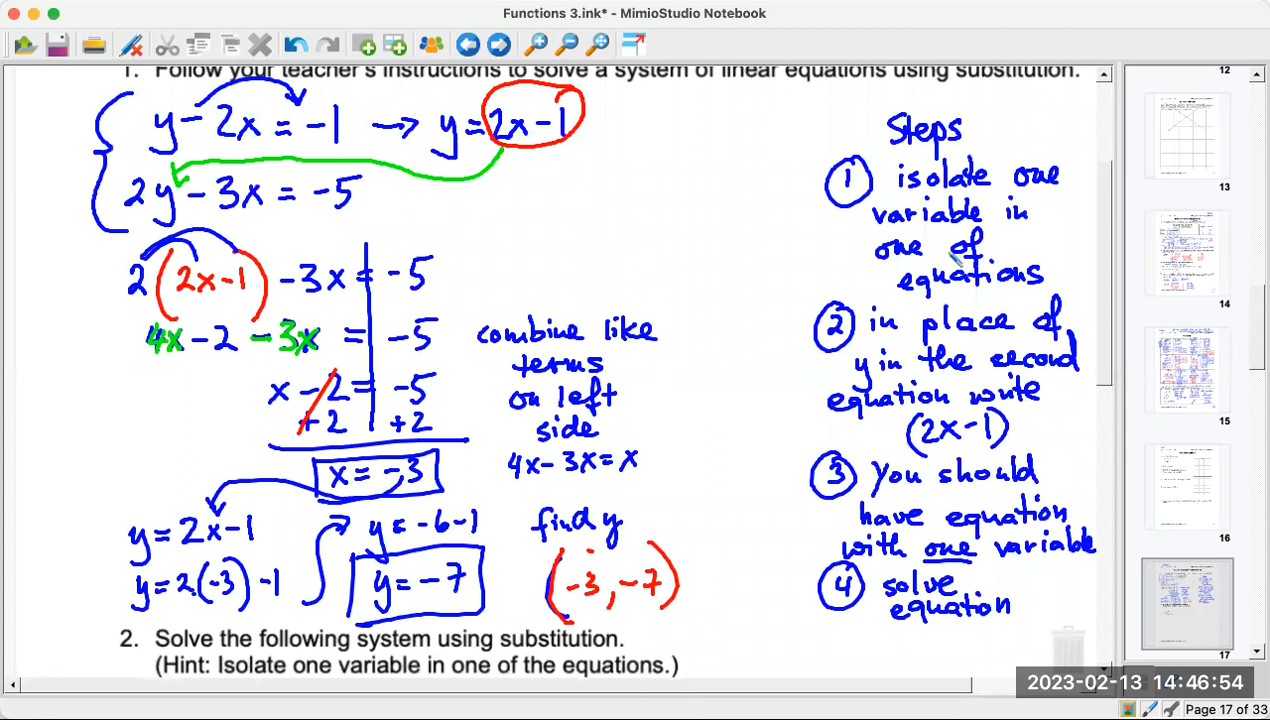 Functions 3.ink* - MimioStudio Notebook
1. Follow your teacher's instructions to solve a system of linear equations using substitution.
y - 2x = -1 → y = 2x - 1
2y - 3x = -5
2(2x-1) - 3x = -5
4x - 2 - 3x = -5
x - 2 = -5
+2 +2
x = -3
combine like
terms
on left
side
4x - 3x = x
y = 2x - 1
y = 2(-3) - 1
y = -6 - 1
y = -7
find y
(-3, -7)
2. Solve the following system using substitution.
(Hint: Isolate one variable in one of the equations.)
Steps
① isolate one
variable in
one of
equations
② in place of
y in the second
equation write
(2x-1)
③ You should
have equation
with one variable
④ solve
equation
12
13
14
15
16
17
2023-02-13 14:46:54
Page 17 of 33